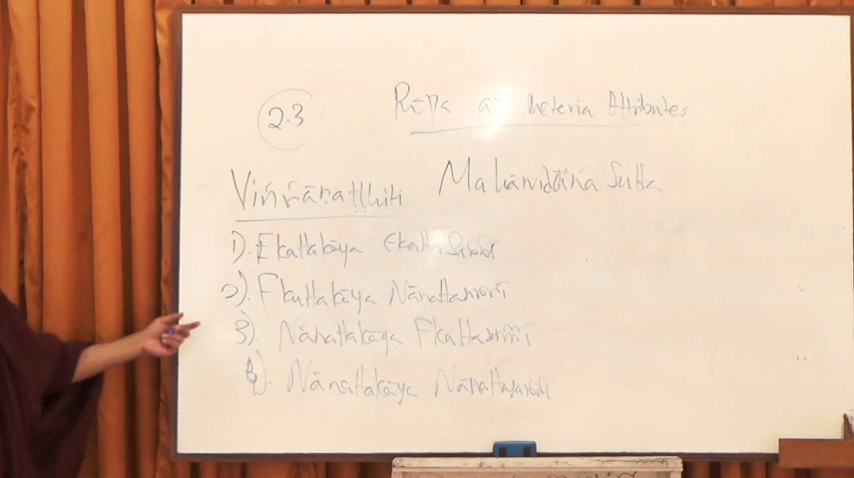 2.3
Rūpa as Meteria Attributes
Viññāṇaṭṭhiti Mahānidāna Sutta
1). Ekattakāya Ekattasaññī
2). Ekattakāya Nānattasaññī
3). Nānattakāya Ekattasaññī
4). Nānattakāya Nānattasaññī